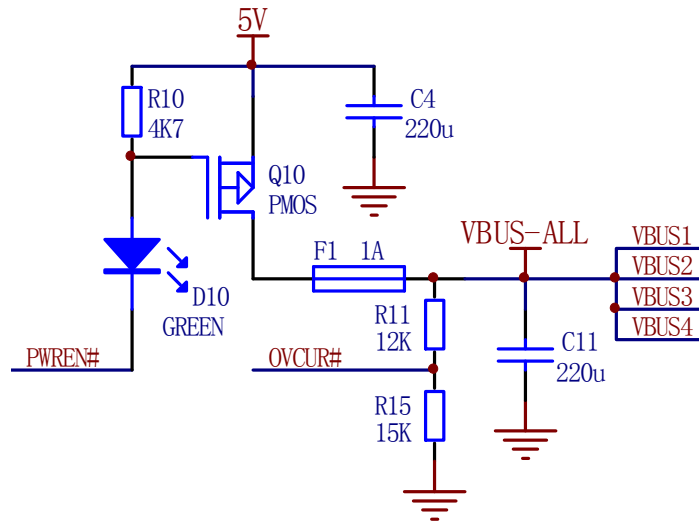 5V
R10
4K7
C4
220u
Q10
PMOS
VBUS-ALL
VBUS1
VBUS2
VBUS3
VBUS4
F1 1A
D10
GREEN
R11
12K
C11
220u
PWREN#
OVCUR#
R15
15K